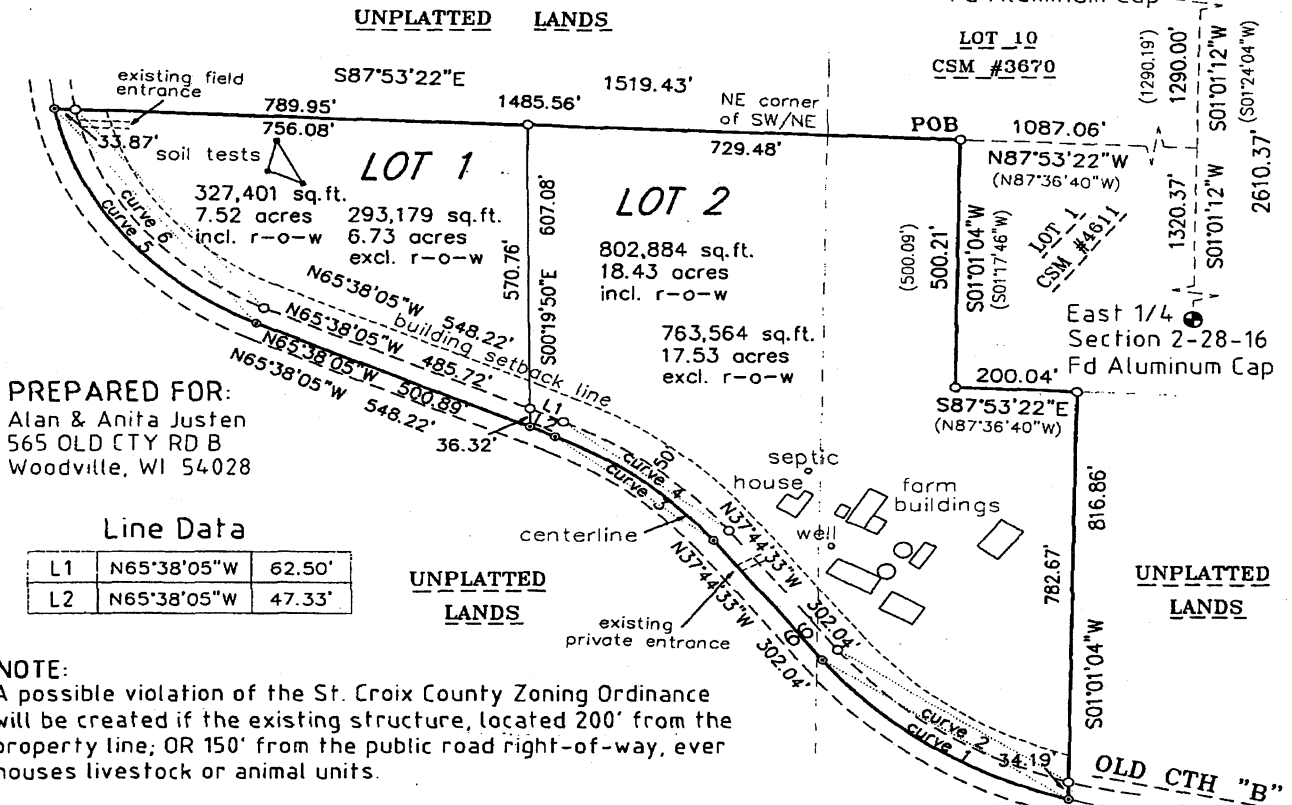 UNPLATTED LANDS
Fd Aluminum Cap
LOT 10
CSM #3670
(1290.19')
1290.00'
S01°01'12"W
(S01°24'04"W)
2610.37'
existing field
entrance
S87°53'22"E
1519.43'
789.95'
1485.56'
NE corner
of SW/NE
POB
1087.06'
756.08'
729.48'
N87°53'22"W
(N87°36'40"W)
33.87'
soil tests
LOT 1
327,401 sq.ft.
7.52 acres
incl. r-o-w
293,179 sq.ft.
6.73 acres
excl. r-o-w
607.08'
570.76'
S00°19'50"E
LOT 2
802,884 sq.ft.
18.43 acres
incl. r-o-w
763,564 sq.ft.
17.53 acres
excl. r-o-w
(500.09')
500.21'
S01°01'04"W
(S01°17'46"W)
LOT 1
CSM #4611
1320.37'
S01°01'12"W
East 1/4
Section 2-28-16
Fd Aluminum Cap
curve 6
curve 5
N65°38'05"W 548.22'
building setback line
N65°38'05"W 485.72'
N65°38'05"W 500.89'
N65°38'05"W 548.22'
L1
L2
36.32'
200.04'
S87°53'22"E
(N87°36'40"W)
PREPARED FOR:
Alan & Anita Justen
565 OLD CTY RD B
Woodville, WI 54028
50'
curve 4
curve 3
septic
house
farm
buildings
well
centerline
N37°44'33"W
302.04'
N37°44'33"W
302.04'
66'
existing
private entrance
816.86'
782.67'
S01°01'04"W
UNPLATTED
LANDS
UNPLATTED
LANDS
Line Data
L1 N65°38'05"W 62.50'
L2 N65°38'05"W 47.33'
NOTE:
A possible violation of the St. Croix County Zoning Ordinance
will be created if the existing structure, located 200' from the
property line; OR 150' from the public road right-of-way, ever
houses livestock or animal units.
curve 2
curve 1
34.19'
OLD CTH "B"